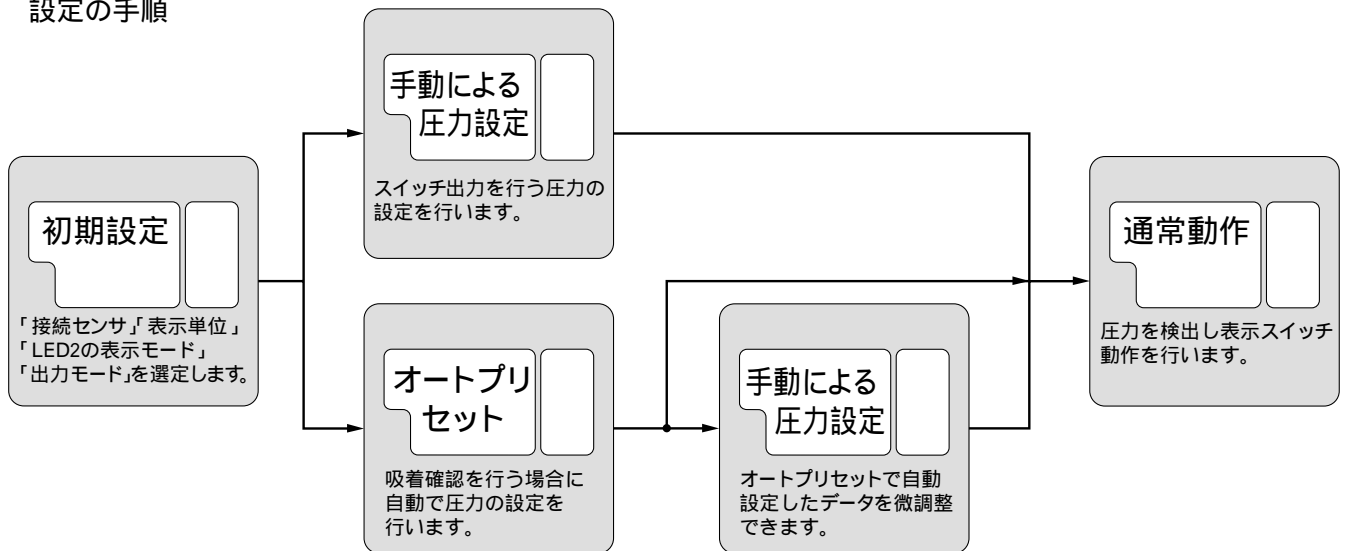 設定の手順
初期設定
「接続センサ」「表示単位」
「LED2の表示モード」
「出力モード」を選定します。
手動による
圧力設定
スイッチ出力を行う圧力の
設定を行います。
オートプリ
セット
吸着確認を行う場合に
自動で圧力の設定を
行います。
手動による
圧力設定
オートプリセットで自動
設定したデータを微調整
できます。
通常動作
圧力を検出し表示スイッチ
動作を行います。